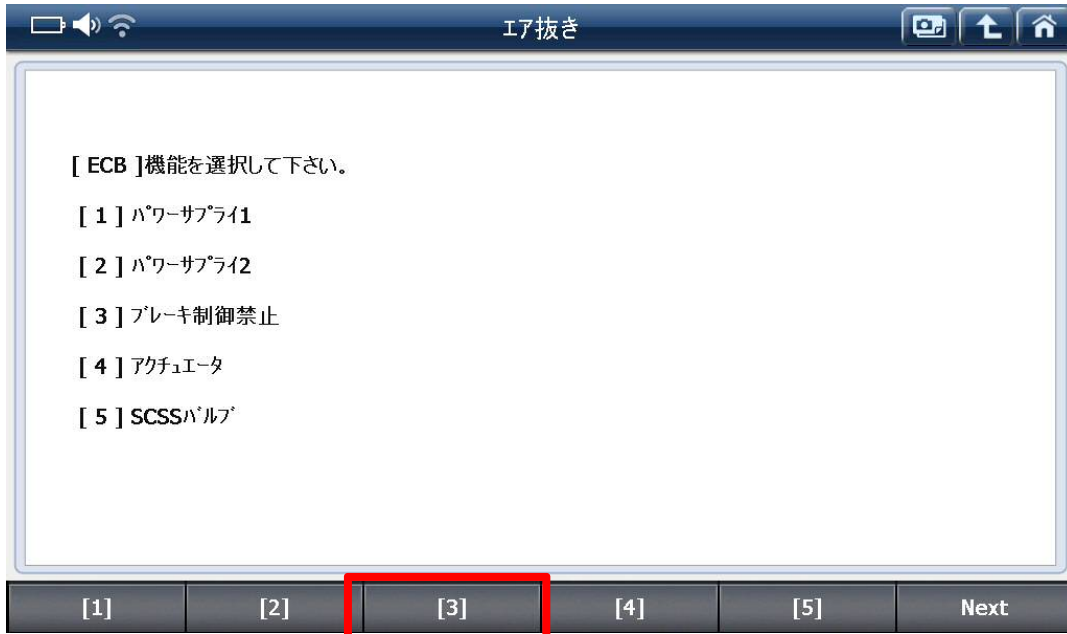 エア抜き
[ ECB ]機能を選択して下さい。
[ 1 ] ﾊﾟﾜｰｻﾌﾟﾗｲ1
[ 2 ] ﾊﾟﾜｰｻﾌﾟﾗｲ2
[ 3 ] ﾌﾞﾚｰｷ制御禁止
[ 4 ] ｱｸﾁｭｴｰﾀ
[ 5 ] SCSSﾊﾞﾙﾌﾞ
[1] [2] [3] [4] [5] Next